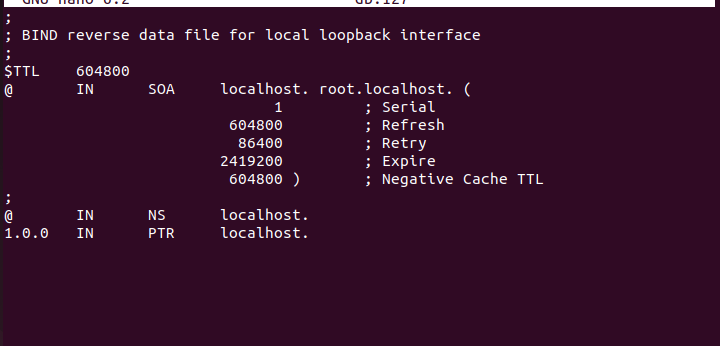 GNU nano 6.2 db.127
;
; BIND reverse data file for local loopback interface
;
$TTL 604800
@ IN SOA localhost. root.localhost. (
1 ; Serial
604800 ; Refresh
86400 ; Retry
2419200 ; Expire
604800 ) ; Negative Cache TTL
;
@ IN NS localhost.
1.0.0 IN PTR localhost.